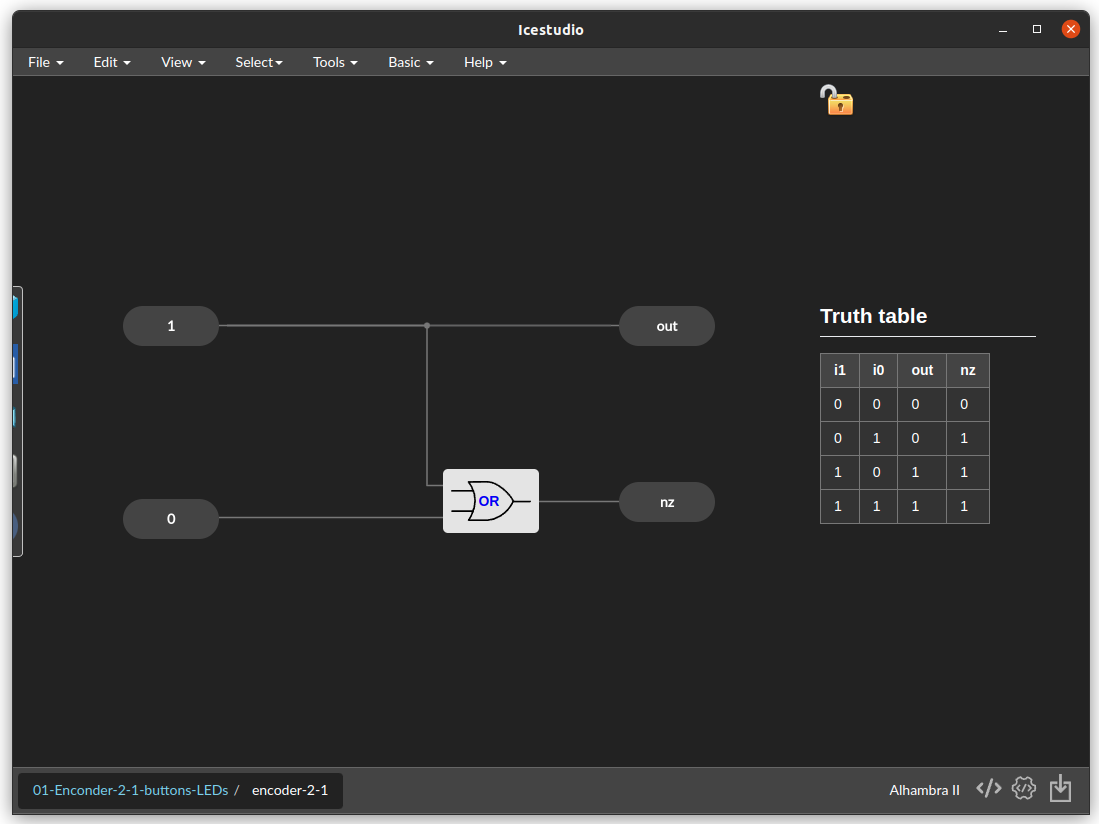 Icestudio
File Edit View Select Tools Basic Help
1
out
Truth table
i1 i0 out nz
0 0 0 0
0 1 0 1
1 0 1 1
1 1 1 1
OR
nz
0
01-Enconder-2-1-buttons-LEDs / encoder-2-1
Alhambra II